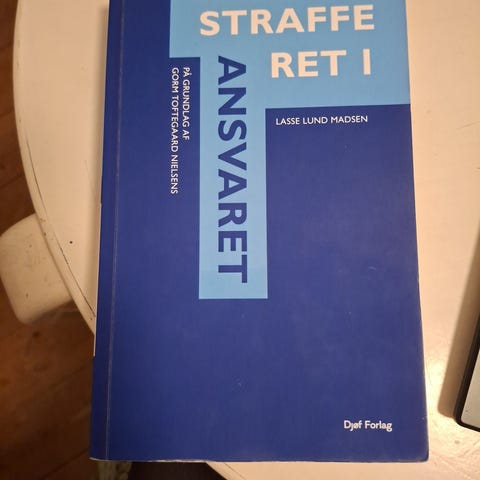 STRAFFE
RET I
ANSVARET
PÅ GRUNDLAG AF
GORM TOFTEGAARD NIELSENS
LASSE LUND MADSEN
Djøf Forlag